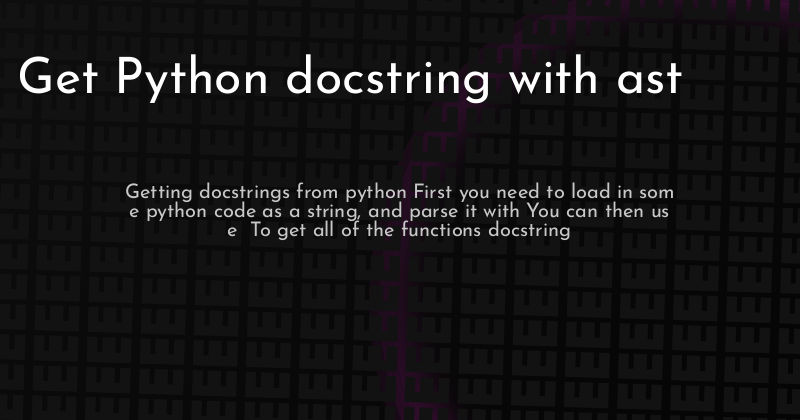 Get Python docstring with ast
Getting docstrings from python First you need to load in som
e python code as a string, and parse it with You can then us
e  To get all of the functions docstring